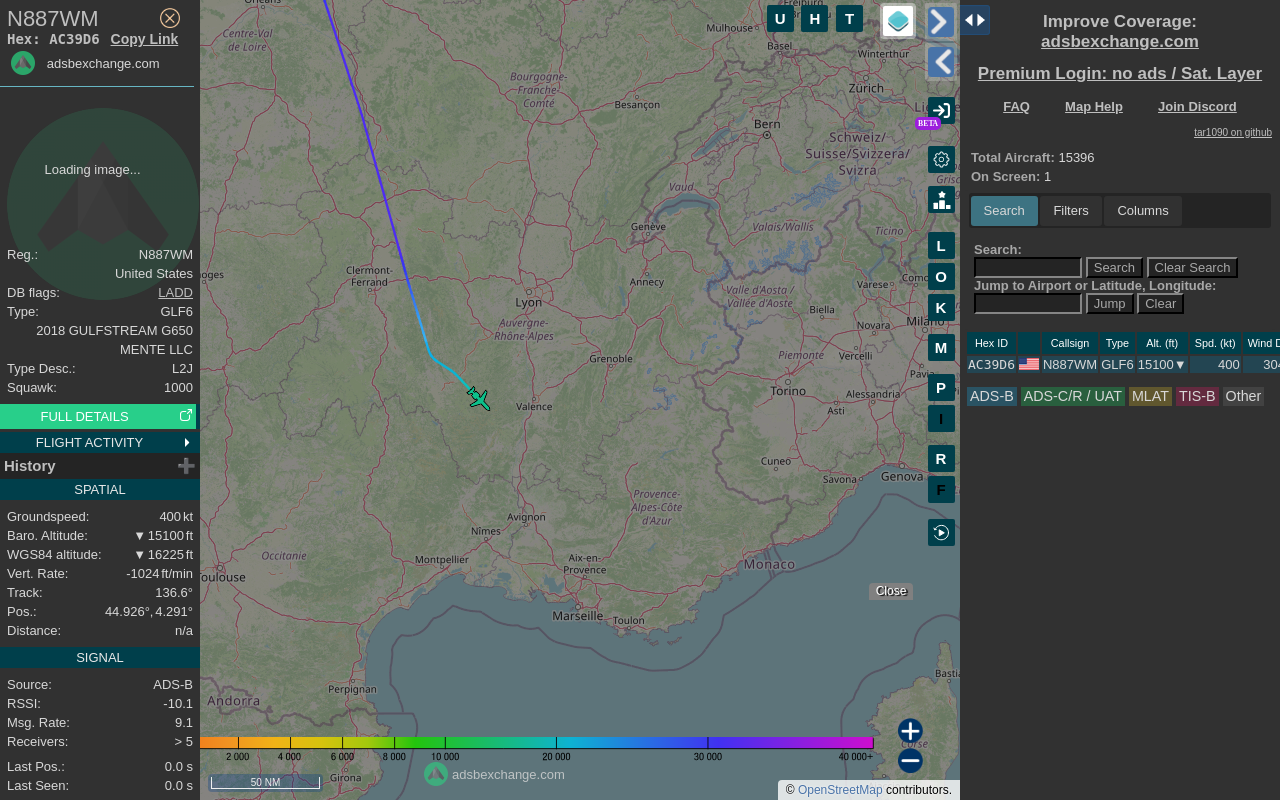 N887WM
Hex: AC39D6 Copy Link
adsbexchange.com
Loading image...
Reg.: N887WM
United States
DB flags: LADD
Type: GLF6
2018 GULFSTREAM G650
MENTE LLC
Type Desc.: L2J
Squawk: 1000
FULL DETAILS
FLIGHT ACTIVITY
History
SPATIAL
Groundspeed: 400 kt
Baro. Altitude: ▼ 15100 ft
WGS84 altitude: ▼ 16225 ft
Vert. Rate: -1024 ft/min
Track: 136.6°
Pos.: 44.926°, 4.291°
Distance: n/a
SIGNAL
Source: ADS-B
RSSI: -10.1
Msg. Rate: 9.1
Receivers: > 5
Last Pos.: 0.0 s
Last Seen: 0.0 s
Orléans
Centre-Val
de Loire
Bourgogne-
Franche-
Comté
Besançon
Mulhouse
Freiburg
Basel
Winterthur
Zürich
Bern
Schweiz/
Suisse/Svizzera/
Svizra
Vaud
Genève
Valais/Wallis
Ticino
Clermont-
Ferrand
Lyon
Annecy
Valle d'Aosta /
Vallée d'Aoste
Varese
Biella
Novara
Milano
Auvergne-
Rhône-Alpes
Grenoble
Piemonte
Vercelli
Pavia
Valence
Torino
Alessandria
Asti
Cuneo
Savona
Genova
Provence-
Alpes-Côte
d'Azur
Avignon
Nîmes
Occitanie
Montpellier
Aix-en-
Provence
Toulouse
Monaco
Marseille
Toulon
Perpignan
Andorra
Girona
Bastia
Corse
U H T
BETA
L
O
K
M
P
I
R
F
Close
2 000 4 000 6 000 8 000 10 000 20 000 30 000 40 000+
50 NM
adsbexchange.com
© OpenStreetMap contributors.
Improve Coverage:
adsbexchange.com
Premium Login: no ads / Sat. Layer
FAQ Map Help Join Discord
tar1090 on github
Total Aircraft: 15396
On Screen: 1
Search Filters Columns
Search:
Search Clear Search
Jump to Airport or Latitude, Longitude:
Jump Clear
Hex ID Callsign Type Alt. (ft) Spd. (kt) Wind D
AC39D6 N887WM GLF6 15100▼ 400 304
ADS-B ADS-C/R / UAT MLAT TIS-B Other